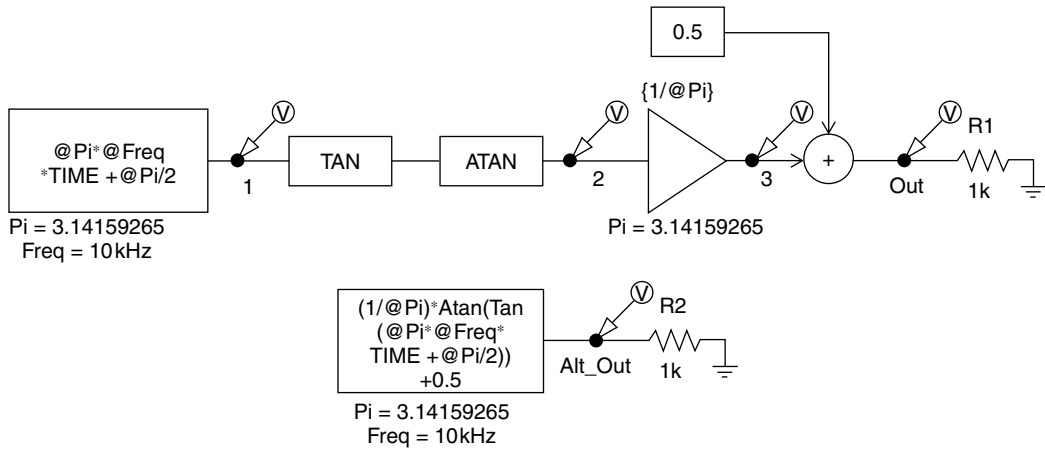 0.5
{1/@Pi}
V
V
V
V
R1
@Pi*@Freq
*TIME +@Pi/2
TAN
ATAN
+
1
2
3
Out
1k
Pi = 3.14159265
Freq = 10kHz
Pi = 3.14159265
(1/@Pi)*Atan(Tan
(@Pi*@Freq*
TIME +@Pi/2))
+0.5
V
R2
Alt_Out
1k
Pi = 3.14159265
Freq = 10kHz